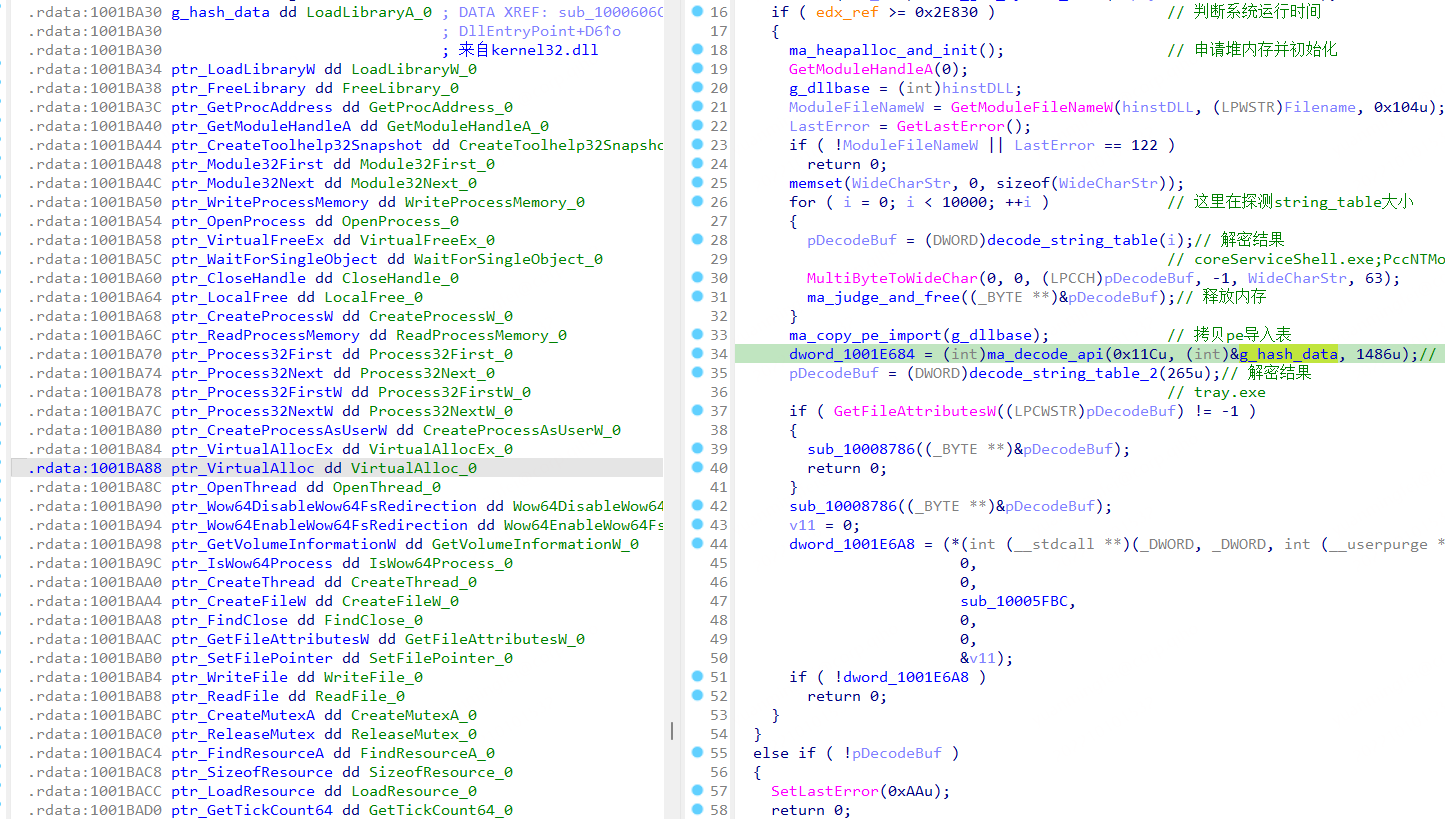 .rdata:1001BA30 g_hash_data dd LoadLibraryA_0 ; DATA XREF: sub_1000606C
.rdata:1001BA30 ; DllEntryPoint+D6↑o
.rdata:1001BA30 ; 来自kernel32.dll
.rdata:1001BA34 ptr_LoadLibraryW dd LoadLibraryW_0
.rdata:1001BA38 ptr_FreeLibrary dd FreeLibrary_0
.rdata:1001BA3C ptr_GetProcAddress dd GetProcAddress_0
.rdata:1001BA40 ptr_GetModuleHandleA dd GetModuleHandleA_0
.rdata:1001BA44 ptr_CreateToolhelp32Snapshot dd CreateToolhelp32Snapsho
.rdata:1001BA48 ptr_Module32First dd Module32First_0
.rdata:1001BA4C ptr_Module32Next dd Module32Next_0
.rdata:1001BA50 ptr_WriteProcessMemory dd WriteProcessMemory_0
.rdata:1001BA54 ptr_OpenProcess dd OpenProcess_0
.rdata:1001BA58 ptr_VirtualFreeEx dd VirtualFreeEx_0
.rdata:1001BA5C ptr_WaitForSingleObject dd WaitForSingleObject_0
.rdata:1001BA60 ptr_CloseHandle dd CloseHandle_0
.rdata:1001BA64 ptr_LocalFree dd LocalFree_0
.rdata:1001BA68 ptr_CreateProcessW dd CreateProcessW_0
.rdata:1001BA6C ptr_ReadProcessMemory dd ReadProcessMemory_0
.rdata:1001BA70 ptr_Process32First dd Process32First_0
.rdata:1001BA74 ptr_Process32Next dd Process32Next_0
.rdata:1001BA78 ptr_Process32FirstW dd Process32FirstW_0
.rdata:1001BA7C ptr_Process32NextW dd Process32NextW_0
.rdata:1001BA80 ptr_CreateProcessAsUserW dd CreateProcessAsUserW_0
.rdata:1001BA84 ptr_VirtualAllocEx dd VirtualAllocEx_0
.rdata:1001BA88 ptr_VirtualAlloc dd VirtualAlloc_0
.rdata:1001BA8C ptr_OpenThread dd OpenThread_0
.rdata:1001BA90 ptr_Wow64DisableWow64FsRedirection dd Wow64DisableWow64
.rdata:1001BA94 ptr_Wow64EnableWow64FsRedirection dd Wow64EnableWow64Fs
.rdata:1001BA98 ptr_GetVolumeInformationW dd GetVolumeInformationW_0
.rdata:1001BA9C ptr_IsWow64Process dd IsWow64Process_0
.rdata:1001BAA0 ptr_CreateThread dd CreateThread_0
.rdata:1001BAA4 ptr_CreateFileW dd CreateFileW_0
.rdata:1001BAA8 ptr_FindClose dd FindClose_0
.rdata:1001BAAC ptr_GetFileAttributesW dd GetFileAttributesW_0
.rdata:1001BAB0 ptr_SetFilePointer dd SetFilePointer_0
.rdata:1001BAB4 ptr_WriteFile dd WriteFile_0
.rdata:1001BAB8 ptr_ReadFile dd ReadFile_0
.rdata:1001BABC ptr_CreateMutexA dd CreateMutexA_0
.rdata:1001BAC0 ptr_ReleaseMutex dd ReleaseMutex_0
.rdata:1001BAC4 ptr_FindResourceA dd FindResourceA_0
.rdata:1001BAC8 ptr_SizeofResource dd SizeofResource_0
.rdata:1001BACC ptr_LoadResource dd LoadResource_0
.rdata:1001BAD0 ptr_GetTickCount64 dd GetTickCount64_0
16 if ( edx_ref >= 0x2E830 ) // 判断系统运行时间
17 {
18 ma_heapalloc_and_init(); // 申请堆内存并初始化
19 GetModuleHandleA(0);
20 g_dllbase = (int)hinstDLL;
21 ModuleFileNameW = GetModuleFileNameW(hinstDLL, (LPWSTR)Filename, 0x104u);
22 LastError = GetLastError();
23 if ( !ModuleFileNameW || LastError == 122 )
24 return 0;
25 memset(WideCharStr, 0, sizeof(WideCharStr));
26 for ( i = 0; i < 10000; ++i ) // 这里在探测string_table大小
27 {
28 pDecodeBuf = (DWORD)decode_string_table(i);// 解密结果
29 // coreServiceShell.exe;PccNTMo
30 MultiByteToWideChar(0, 0, (LPCCH)pDecodeBuf, -1, WideCharStr, 63);
31 ma_judge_and_free((_BYTE **)&pDecodeBuf);// 释放内存
32 }
33 ma_copy_pe_import(g_dllbase); // 拷贝pe导入表
34 dword_1001E684 = (int)ma_decode_api(0x11Cu, (int)&g_hash_data, 1486u);//
35 pDecodeBuf = (DWORD)decode_string_table_2(265u);// 解密结果
36 // tray.exe
37 if ( GetFileAttributesW((LPCWSTR)pDecodeBuf) != -1 )
38 {
39 sub_10008786((_BYTE **)&pDecodeBuf);
40 return 0;
41 }
42 sub_10008786((_BYTE **)&pDecodeBuf);
43 v11 = 0;
44 dword_1001E6A8 = (*(int (__stdcall **)(_DWORD, _DWORD, int (__userpurge *
45 0,
46 0,
47 sub_10005FBC,
48 0,
49 0,
50 &v11);
51 if ( !dword_1001E6A8 )
52 return 0;
53 }
54 }
55 else if ( !pDecodeBuf )
56 {
57 SetLastError(0xAAu);
58 return 0;